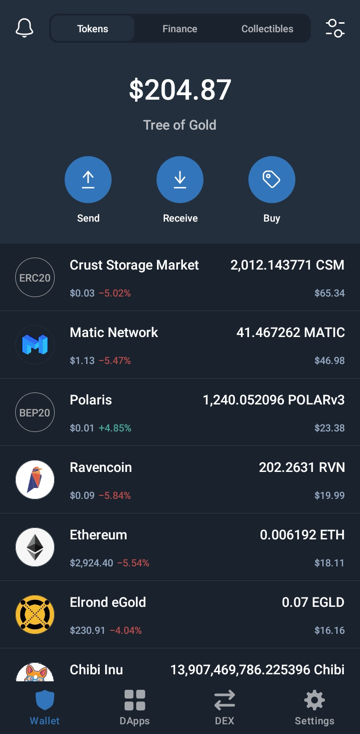 Tokens
Finance
Collectibles
$204.87
Tree of Gold
Send
Receive
Buy
ERC20
Crust Storage Market
2,012.143771 CSM
$0.03 −5.02%
$65.34
Matic Network
41.467262 MATIC
$1.13 −5.47%
$46.98
BEP20
Polaris
1,240.052096 POLARv3
$0.01 +4.85%
$23.38
Ravencoin
202.2631 RVN
$0.09 −5.84%
$19.99
Ethereum
0.006192 ETH
$2,924.40 −5.54%
$18.11
Elrond eGold
0.07 EGLD
$230.91 −4.04%
$16.16
Chibi Inu
13,907,469,786.225396 Chibi
Wallet
DApps
DEX
Settings